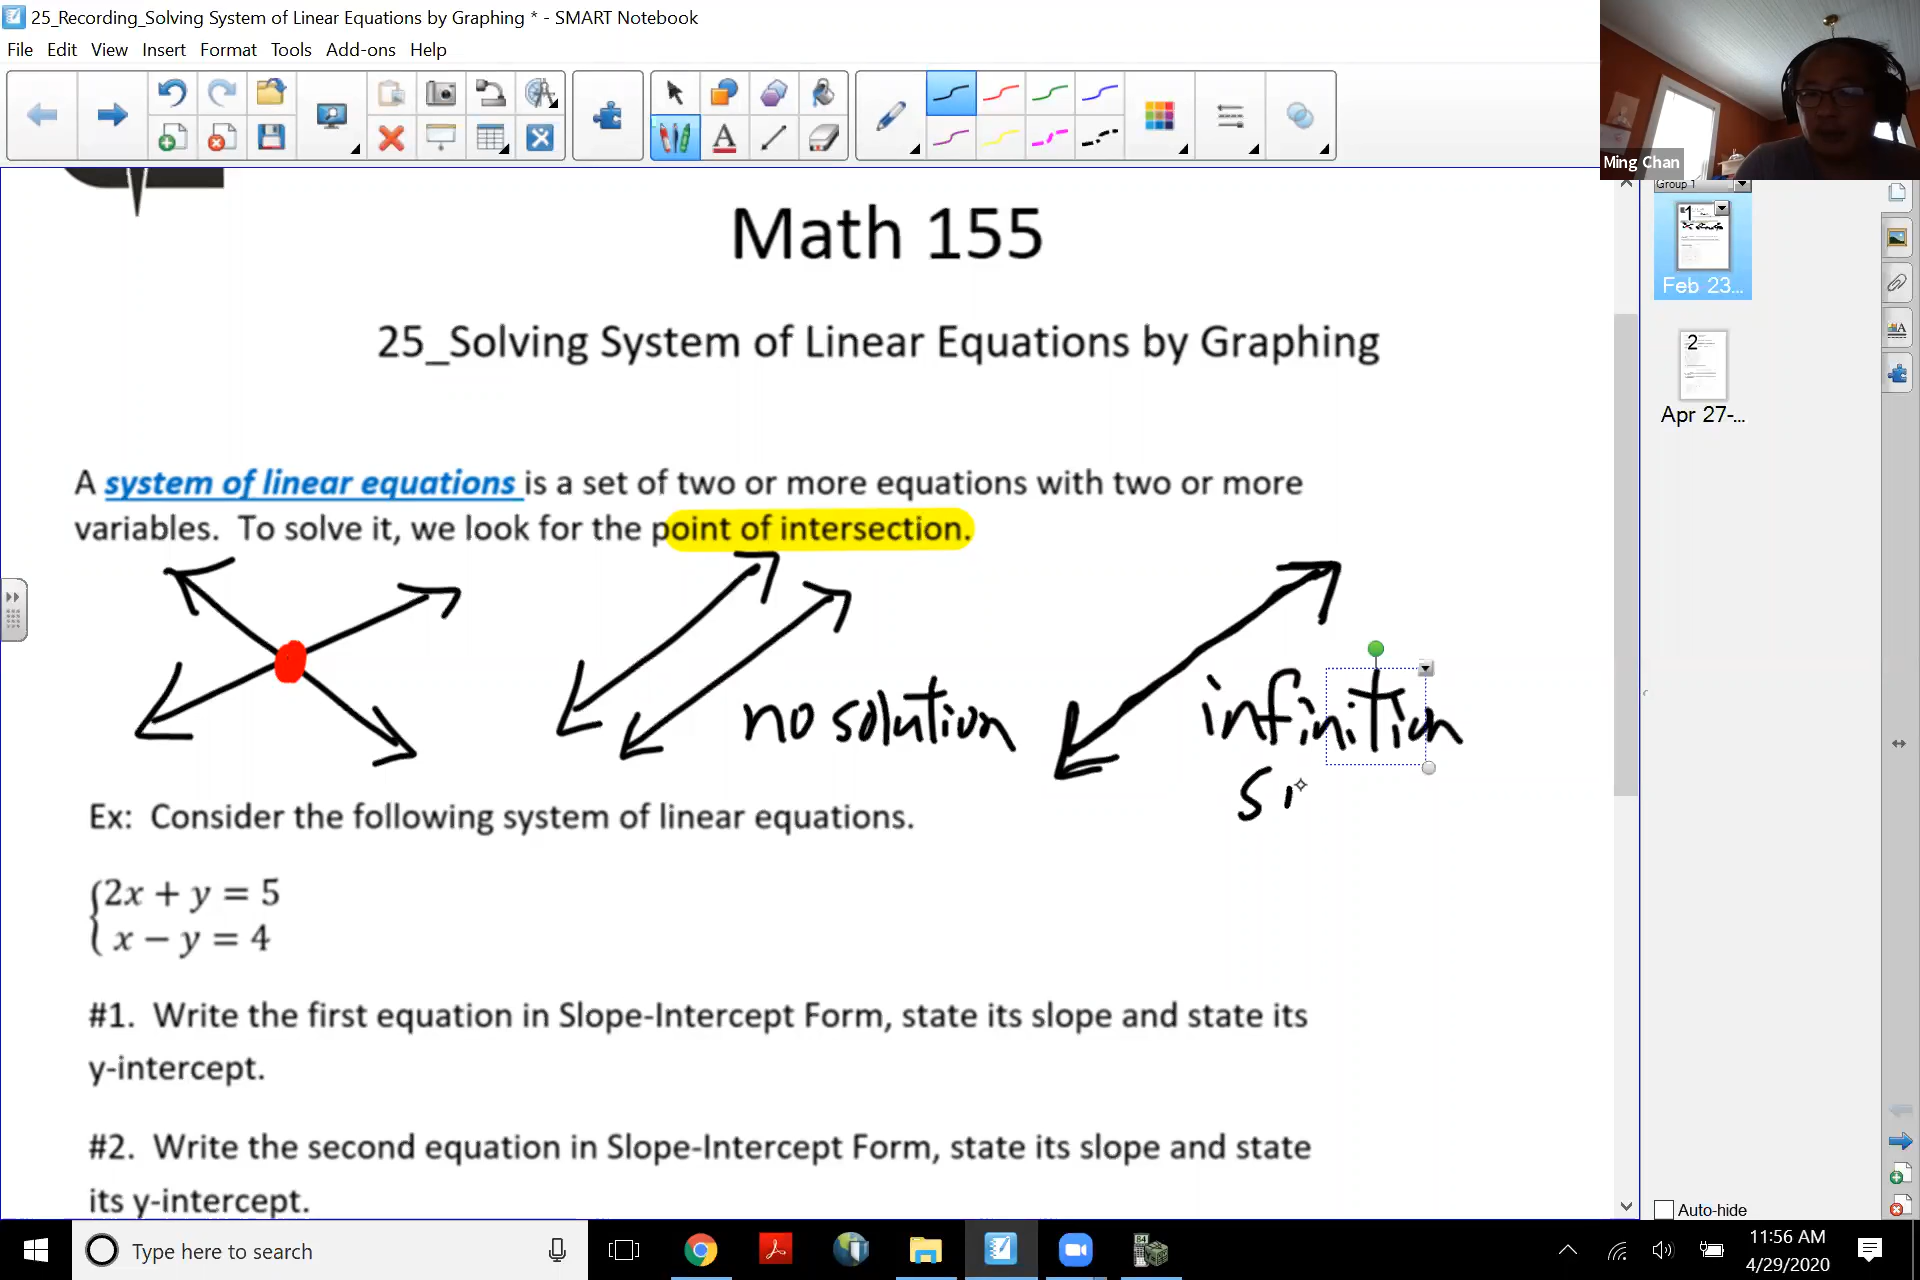 25_Recording_Solving System of Linear Equations by Graphing * - SMART Notebook
File Edit View Insert Format Tools Add-ons Help
Ming Chan
Group 1
1
Feb 23...
2
Apr 27-...
Math 155
25_Solving System of Linear Equations by Graphing
A system of linear equations is a set of two or more equations with two or more
variables. To solve it, we look for the point of intersection.
no solution
infinition
s
Ex: Consider the following system of linear equations.
2x + y = 5
x − y = 4
#1. Write the first equation in Slope-Intercept Form, state its slope and state its
y-intercept.
#2. Write the second equation in Slope-Intercept Form, state its slope and state
its y-intercept.
Auto-hide
Type here to search
11:56 AM
4/29/2020